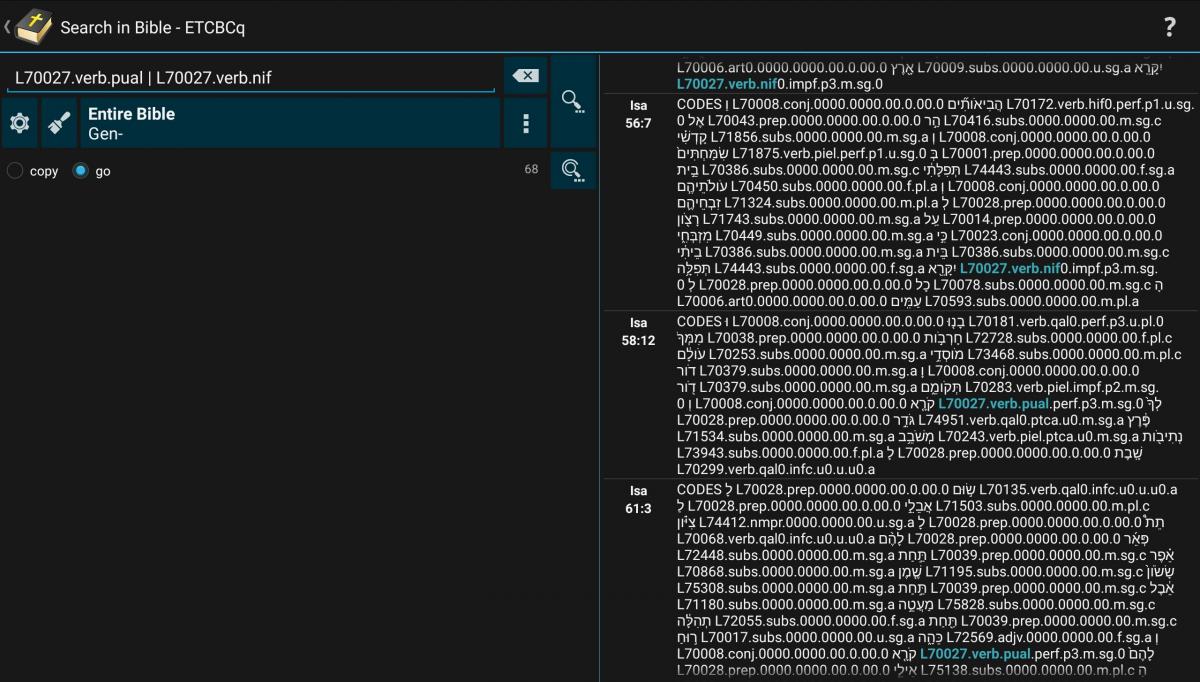 Search in Bible - ETCBCq
?
L70027.verb.pual | L70027.verb.nif
Entire Bible
Gen-
copy
go
68
L70006.art0.0000.0000.00.0.00.0 אֶרֶץ L70009.subs.0000.0000.00.u.sg.a יִקָּרֵא
L70027.verb.nif0.impf.p3.m.sg.0
Isa
56:7
CODES וַ L70008.conj.0000.0000.00.0.00.0 הֲבִיאֹותִ֞ים L70172.verb.hif0.perf.p1.u.sg.
0 אֶל L70043.prep.0000.0000.00.0.00.0 הַ֣ר L70416.subs.0000.0000.00.m.sg.c
קָדְשִׁ֗י L71856.subs.0000.0000.00.m.sg.a וְ L70008.conj.0000.0000.00.0.00.0
שִׂמַּחְתִּים֙ L71875.verb.piel.perf.p1.u.sg.0 בְּ L70001.prep.0000.0000.00.0.00.0
בֵ֣ית L70386.subs.0000.0000.00.m.sg.c תְּפִלָּתִ֔י L74443.subs.0000.0000.00.f.sg.a
עֹולֹתֵיהֶ֧ם L70450.subs.0000.0000.00.f.pl.a וְ L70008.conj.0000.0000.00.0.00.0
זִבְחֵיהֶ֛ם L71324.subs.0000.0000.00.m.pl.a לְ L70028.prep.0000.0000.00.0.00.0
רָצֹ֖ון L71743.subs.0000.0000.00.m.sg.a עַֽל L70014.prep.0000.0000.00.0.00.0
מִזְבְּחִ֑י L70449.subs.0000.0000.00.m.sg.a כִּ֣י L70023.conj.0000.0000.00.0.00.0
בֵיתִ֔י L70386.subs.0000.0000.00.m.sg.a בֵּית L70386.subs.0000.0000.00.m.sg.c
תְּפִלָּ֥ה L74443.subs.0000.0000.00.f.sg.a יִקָּרֵ֖א L70027.verb.nif0.impf.p3.m.sg.
0 לְ L70028.prep.0000.0000.00.0.00.0 כָל L70078.subs.0000.0000.00.m.sg.c הָ
L70006.art0.0000.0000.00.0.00.0 עַמִּֽים L70593.subs.0000.0000.00.m.pl.a
Isa
58:12
CODES וּ L70008.conj.0000.0000.00.0.00.0 בָנ֤וּ L70181.verb.qal0.perf.p3.u.pl.0
מִמְּךָ֙ L70038.prep.0000.0000.00.0.00.0 חָרְבֹ֣ות L72728.subs.0000.0000.00.f.pl.c
עֹולָ֔ם L70253.subs.0000.0000.00.m.sg.a מֹוסְדֵ֥י L73468.subs.0000.0000.00.m.pl.c
דֹור L70379.subs.0000.0000.00.m.sg.a וָ L70008.conj.0000.0000.00.0.00.0
דֹ֖ור L70379.subs.0000.0000.00.m.sg.a תְּקֹומֵ֑ם L70283.verb.piel.impf.p2.m.sg.
0 וְ L70008.conj.0000.0000.00.0.00.0 קֹרָ֤א L70027.verb.pual.perf.p3.m.sg.0 לְךָ֙
L70028.prep.0000.0000.00.0.00.0 גֹּדֵ֣ר L74951.verb.qal0.ptca.u0.m.sg.a פֶּ֔רֶץ
L71534.subs.0000.0000.00.m.sg.a מְשֹׁבֵ֥ב L70243.verb.piel.ptca.u0.m.sg.a נְתִיבֹ֖ות
L73943.subs.0000.0000.00.f.pl.a לָ L70028.prep.0000.0000.00.0.00.0 שָֽׁבֶת
L70299.verb.qal0.infc.u0.u.u0.a
Isa
61:3
CODES לָ L70028.prep.0000.0000.00.0.00.0 שׂ֣וּם L70135.verb.qal0.infc.u0.u.u0.a
לַ L70028.prep.0000.0000.00.0.00.0 אֲבֵלֵ֣י L71503.subs.0000.0000.00.m.pl.c
צִיֹּ֗ון L74412.nmpr.0000.0000.00.u.sg.a לָ L70028.prep.0000.0000.00.0.00.0 תֵת֩
L70068.verb.qal0.infc.u0.u.u0.a לָהֶ֨ם L70028.prep.0000.0000.00.0.00.0 פְּאֵ֜ר
L72448.subs.0000.0000.00.m.sg.a תַּ֣חַת L70039.prep.0000.0000.00.m.sg.c אֵ֗פֶר
L70868.subs.0000.0000.00.m.sg.a שֶׁ֤מֶן L71195.subs.0000.0000.00.m.sg.c שָׂשֹׂון֙
L75308.subs.0000.0000.00.m.sg.a תַּ֣חַת L70039.prep.0000.0000.00.m.sg.c אֵ֔בֶל
L71180.subs.0000.0000.00.m.sg.a מַעֲטֵ֣ה L75828.subs.0000.0000.00.m.sg.c
תְהִלָּ֔ה L72055.subs.0000.0000.00.f.sg.a תַּ֖חַת L70039.prep.0000.0000.00.m.sg.c
ר֣וּחַ L70017.subs.0000.0000.00.u.sg.a כֵּהָ֑ה L72569.adjv.0000.0000.00.f.sg.a וְ
L70008.conj.0000.0000.00.0.00.0 קֹרָ֤א L70027.verb.pual.perf.p3.m.sg.0 לָהֶם֙
L70028.prep.0000.0000.00.0.00.0 אֵילֵ֣י L75138.subs.0000.0000.00.m.pl.c הַ